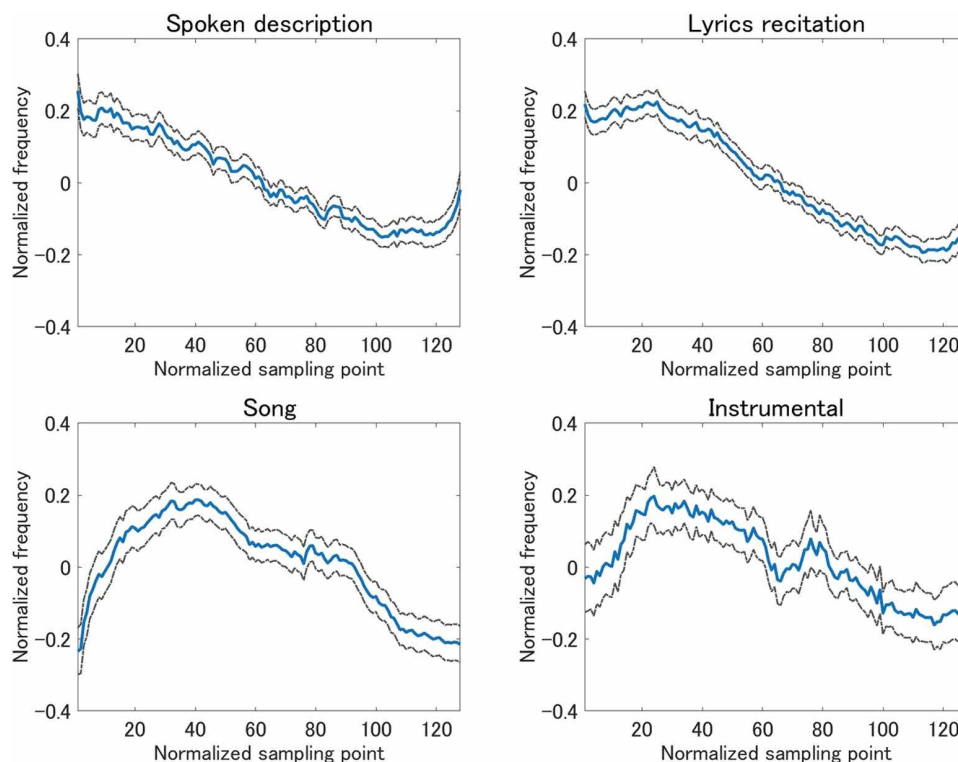 Spoken description
0.4
0.2
0
−0.2
−0.4
Normalized frequency
20 40 60 80 100 120
Normalized sampling point
Lyrics recitation
0.4
0.2
0
−0.2
−0.4
Normalized frequency
20 40 60 80 100 120
Normalized sampling point
Song
0.4
0.2
0
−0.2
−0.4
Normalized frequency
20 40 60 80 100 120
Normalized sampling point
Instrumental
0.4
0.2
0
−0.2
−0.4
Normalized frequency
20 40 60 80 100 120
Normalized sampling point